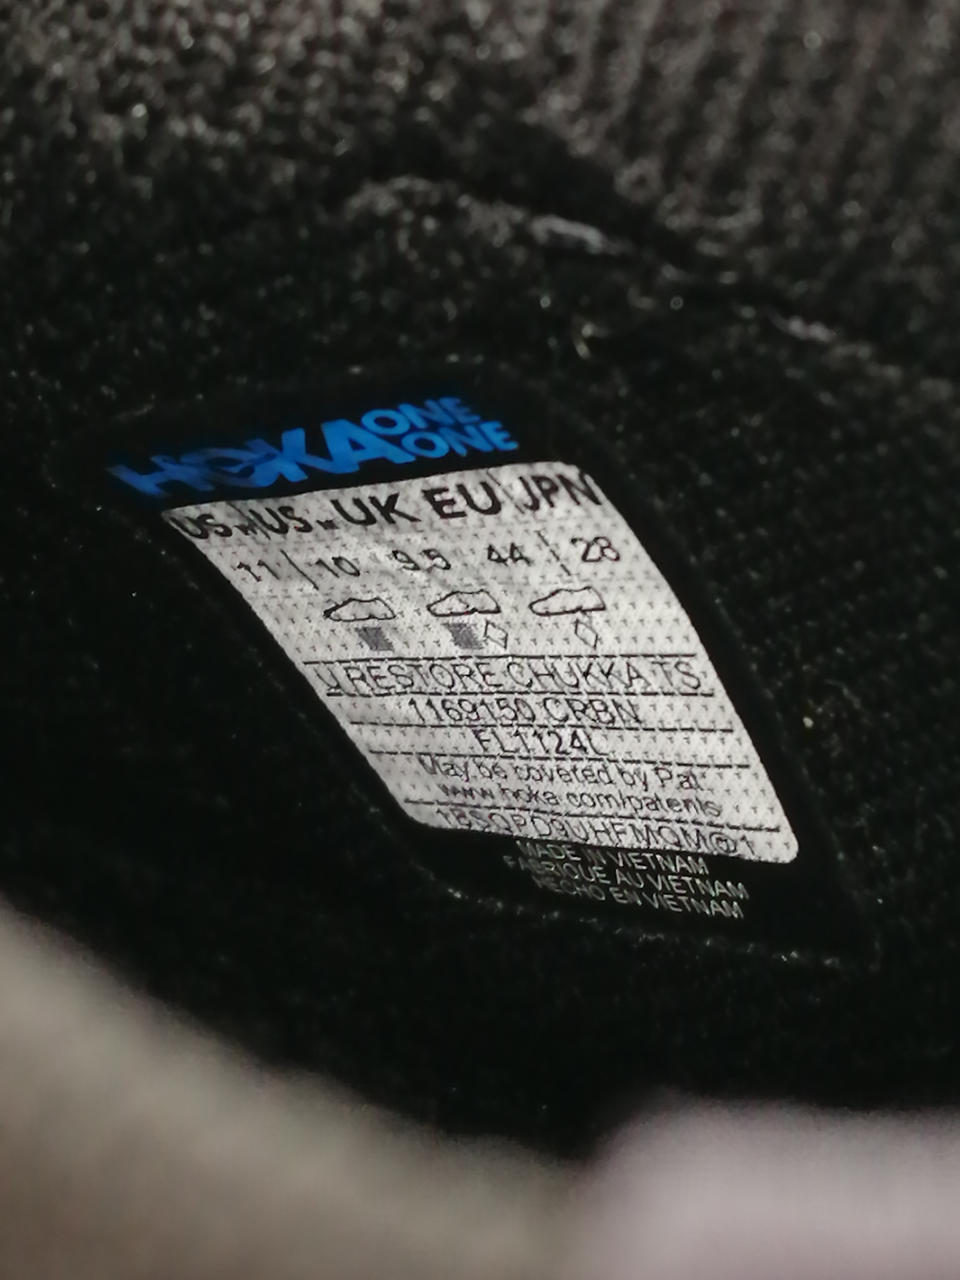 HOKA ONE ONE
US W US M UK EU JPN
11 10 9.5 44 28
U RESTORE CHUKKA TS
1169150 CRBN
FL1124L
May be covered by Pat
www.hoka.com/patents
MADE IN VIETNAM
FABRIQUE AU VIETNAM
HECHO EN VIETNAM